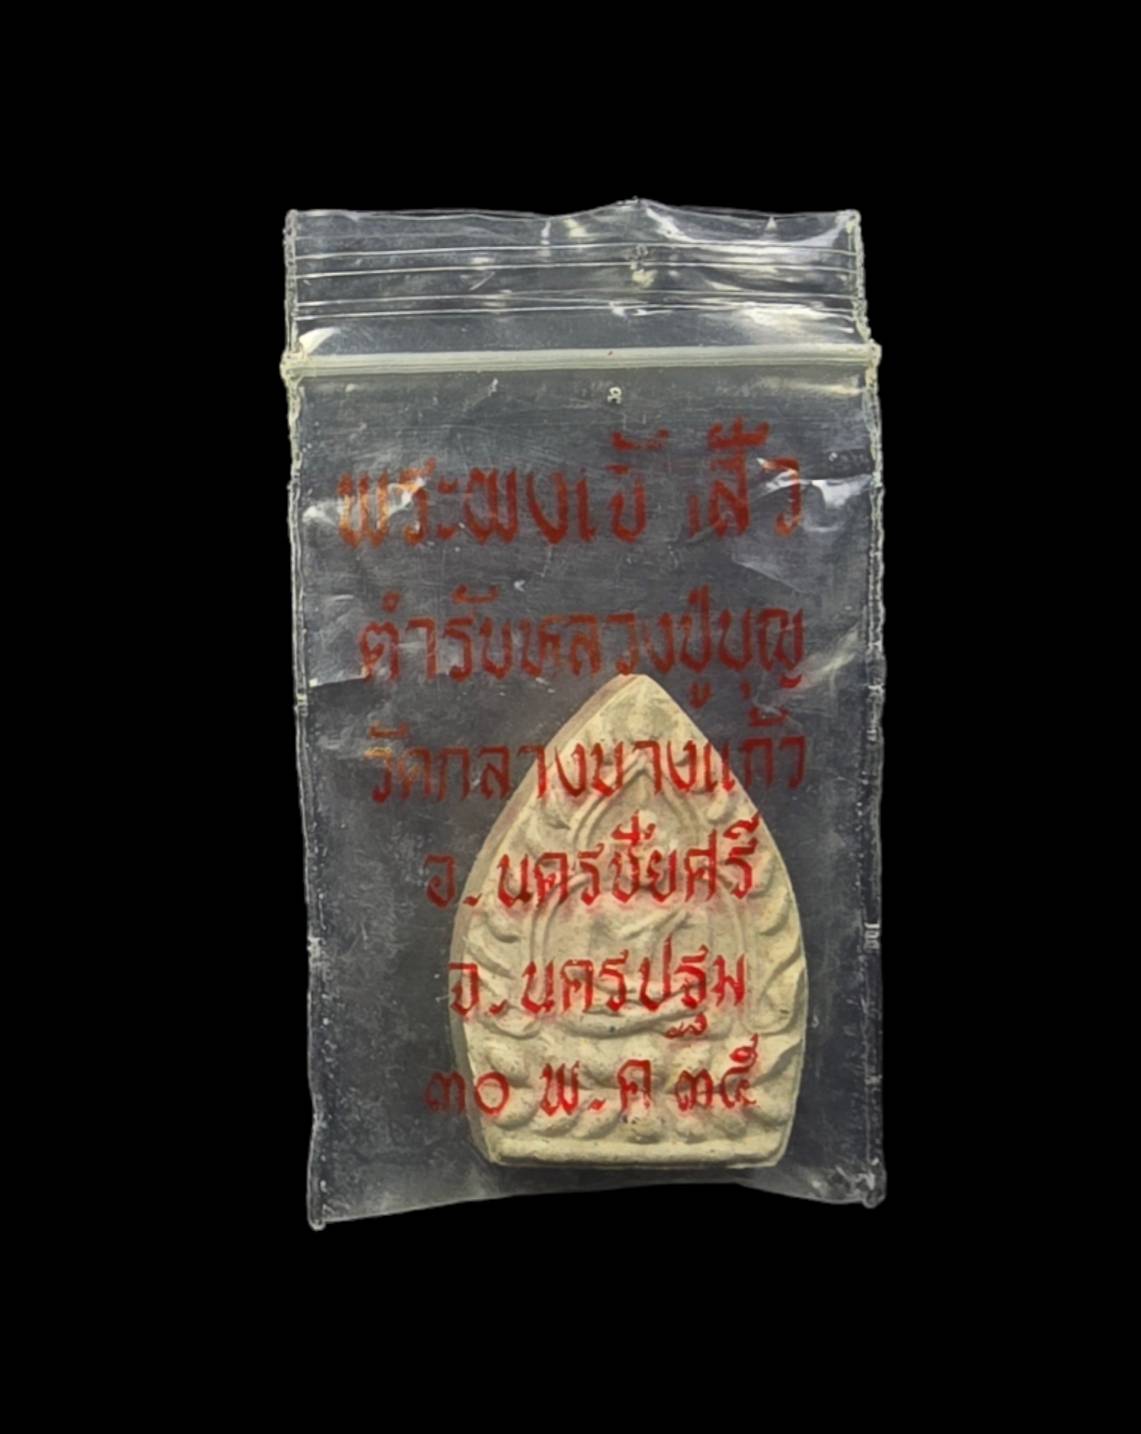 พระผงเจ้าสัว
ตำรับหลวงปู่บุญ
วัดกลางบางแก้ว
อ.นครชัยศรี
จ.นครปฐม
๓๐ พ.ค ๓๕